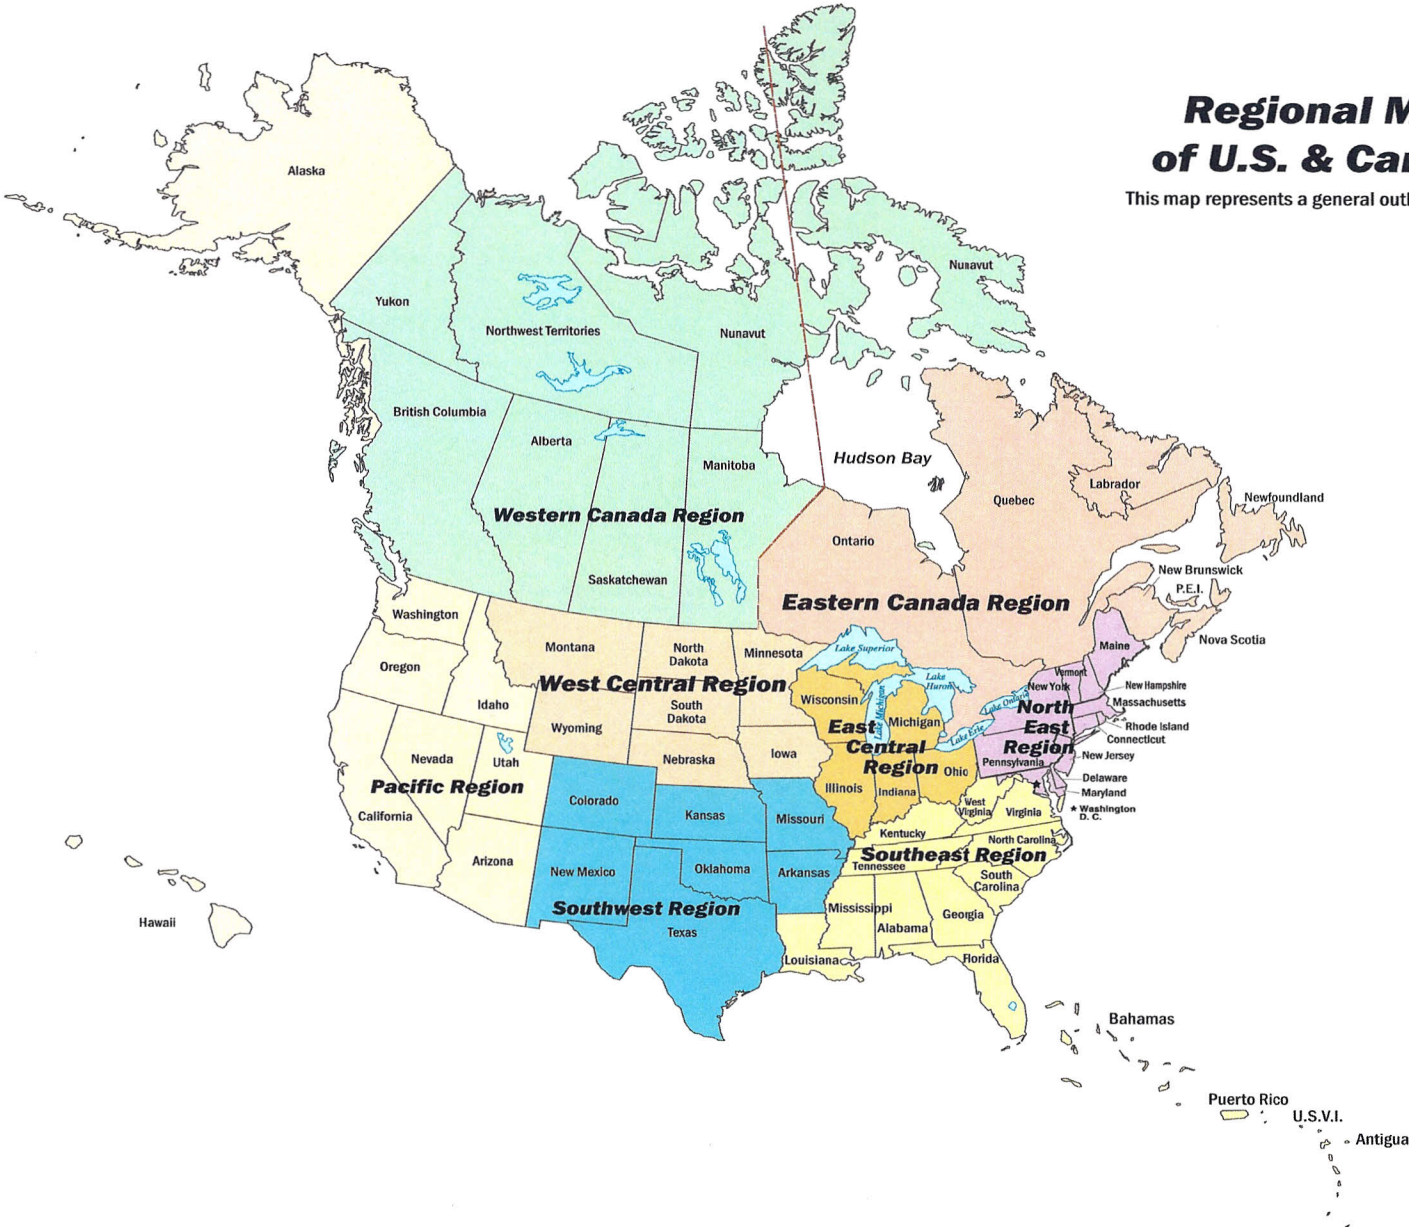 Regional M
of U.S. & Ca
This map represents a general outl
Alaska
Nunavut
Yukon
Northwest Territories
Nunavut
British Columbia
Alberta
Manitoba
Hudson Bay
Labrador
Quebec
Newfoundland
Western Canada Region
Ontario
Saskatchewan
New Brunswick
P.E.I.
Eastern Canada Region
Nova Scotia
Washington
Oregon
Montana
North
Dakota
Minnesota
Lake Superior
Maine
Vermont
New York
New Hampshire
Massachusetts
Rhode Island
Connecticut
New Jersey
Delaware
Maryland
★ Washington
D. C.
West Central Region
Idaho
Wyoming
South
Dakota
Nebraska
Iowa
Wisconsin
Lake Michigan
Lake
Huron
Michigan
Lake Ontario
Lake Erie
North
East
Region
Pennsylvania
East
Central
Region
Illinois
Indiana
Ohio
Nevada
Utah
Pacific Region
California
Arizona
Colorado
Kansas
Missouri
New Mexico
Oklahoma
Arkansas
Southwest Region
Texas
West
Virginia
Virginia
Kentucky
North Carolina
Southeast Region
Tennessee
South
Carolina
Mississippi
Alabama
Georgia
Louisiana
Florida
Hawaii
Bahamas
Puerto Rico
U.S.V.I.
Antigua